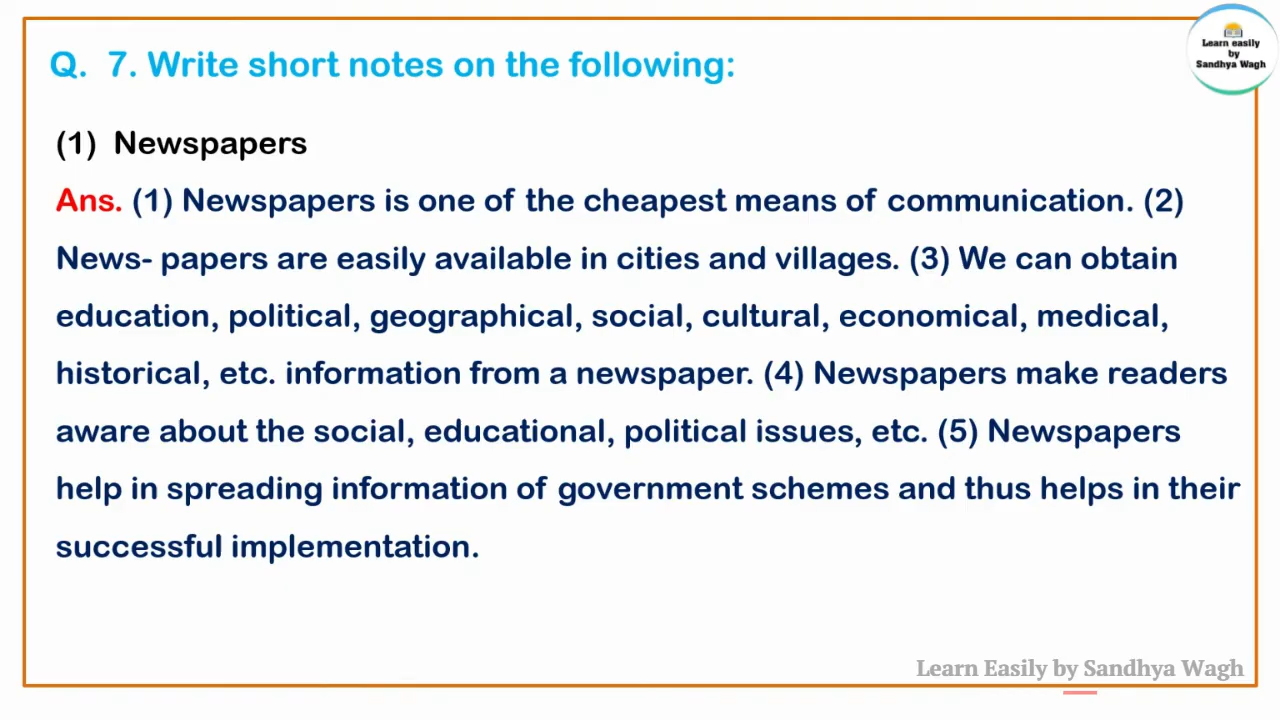 Learn easily
by
Sandhya Wagh
Q. 7. Write short notes on the following:
(1) Newspapers
Ans. (1) Newspapers is one of the cheapest means of communication. (2)
News- papers are easily available in cities and villages. (3) We can obtain
education, political, geographical, social, cultural, economical, medical,
historical, etc. information from a newspaper. (4) Newspapers make readers
aware about the social, educational, political issues, etc. (5) Newspapers
help in spreading information of government schemes and thus helps in their
successful implementation.
Learn Easily by Sandhya Wagh